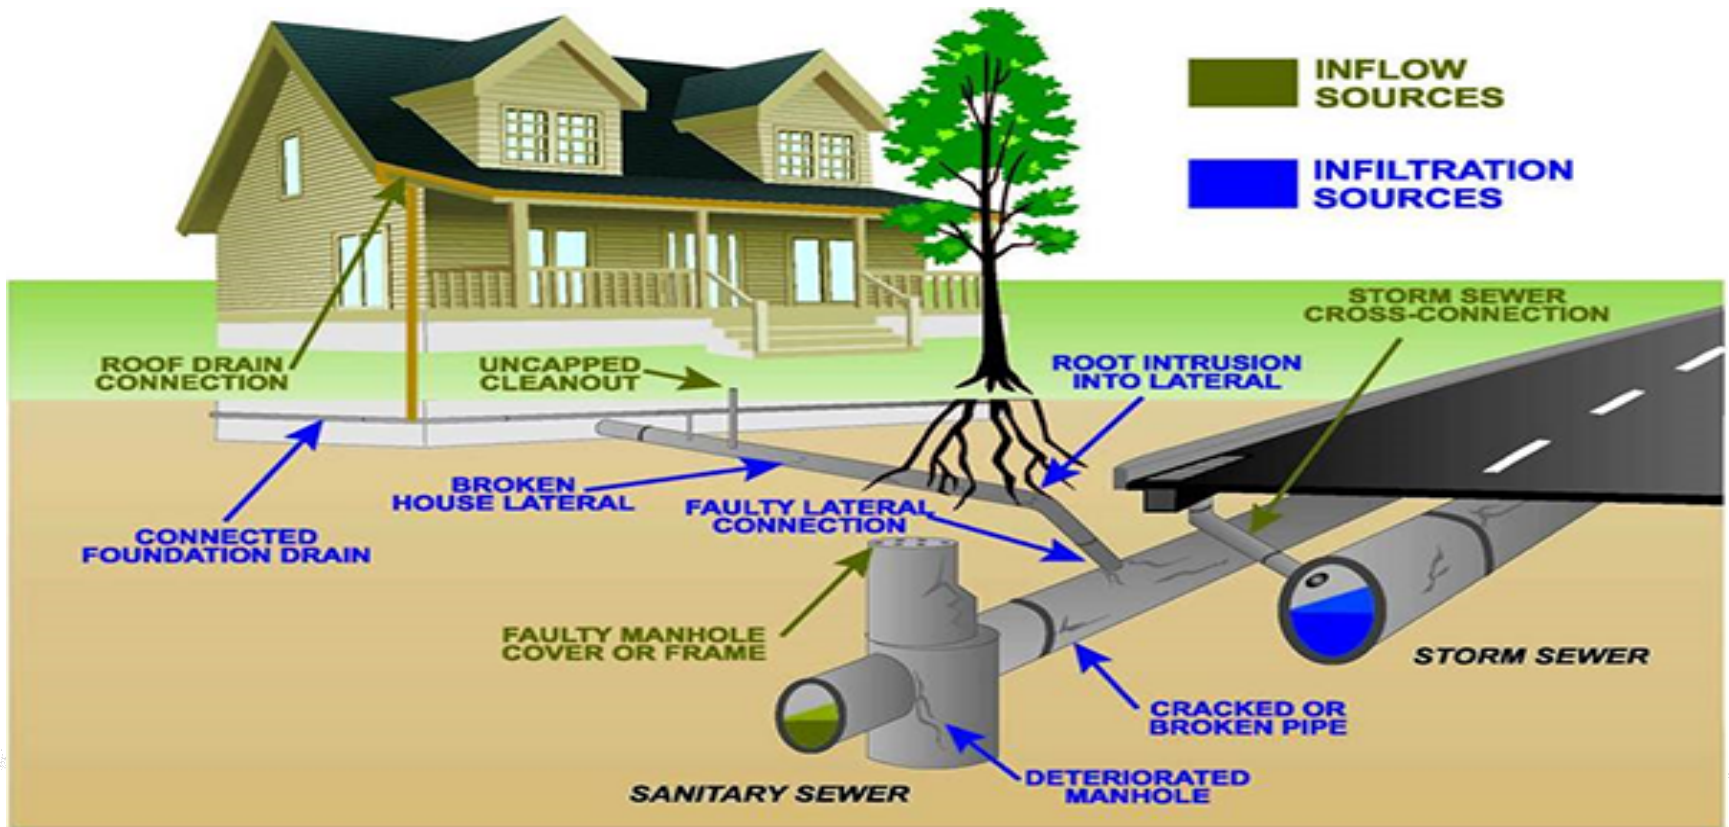 INFLOW
SOURCES
INFILTRATION
SOURCES
STORM SEWER
CROSS-CONNECTION
ROOF DRAIN
CONNECTION
UNCAPPED
CLEANOUT
ROOT INTRUSION
INTO LATERAL
BROKEN
HOUSE LATERAL
FAULTY LATERAL
CONNECTION
CONNECTED
FOUNDATION DRAIN
FAULTY MANHOLE
COVER OR FRAME
STORM SEWER
CRACKED OR
BROKEN PIPE
DETERIORATED
MANHOLE
SANITARY SEWER